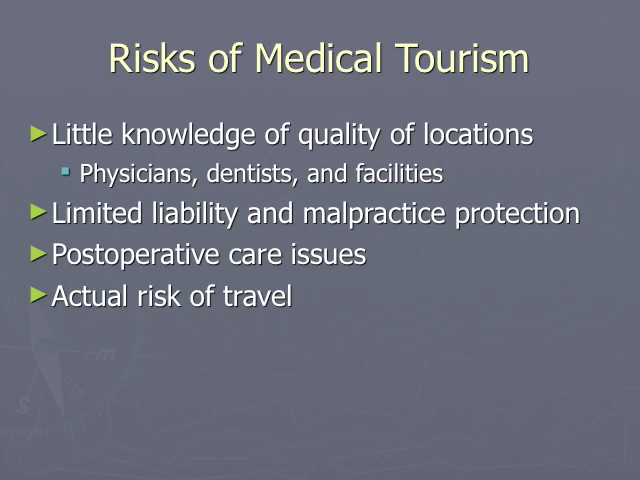 Risks of Medical Tourism
►Little knowledge of quality of locations
▪ Physicians, dentists, and facilities
►Limited liability and malpractice protection
►Postoperative care issues
►Actual risk of travel
m
S